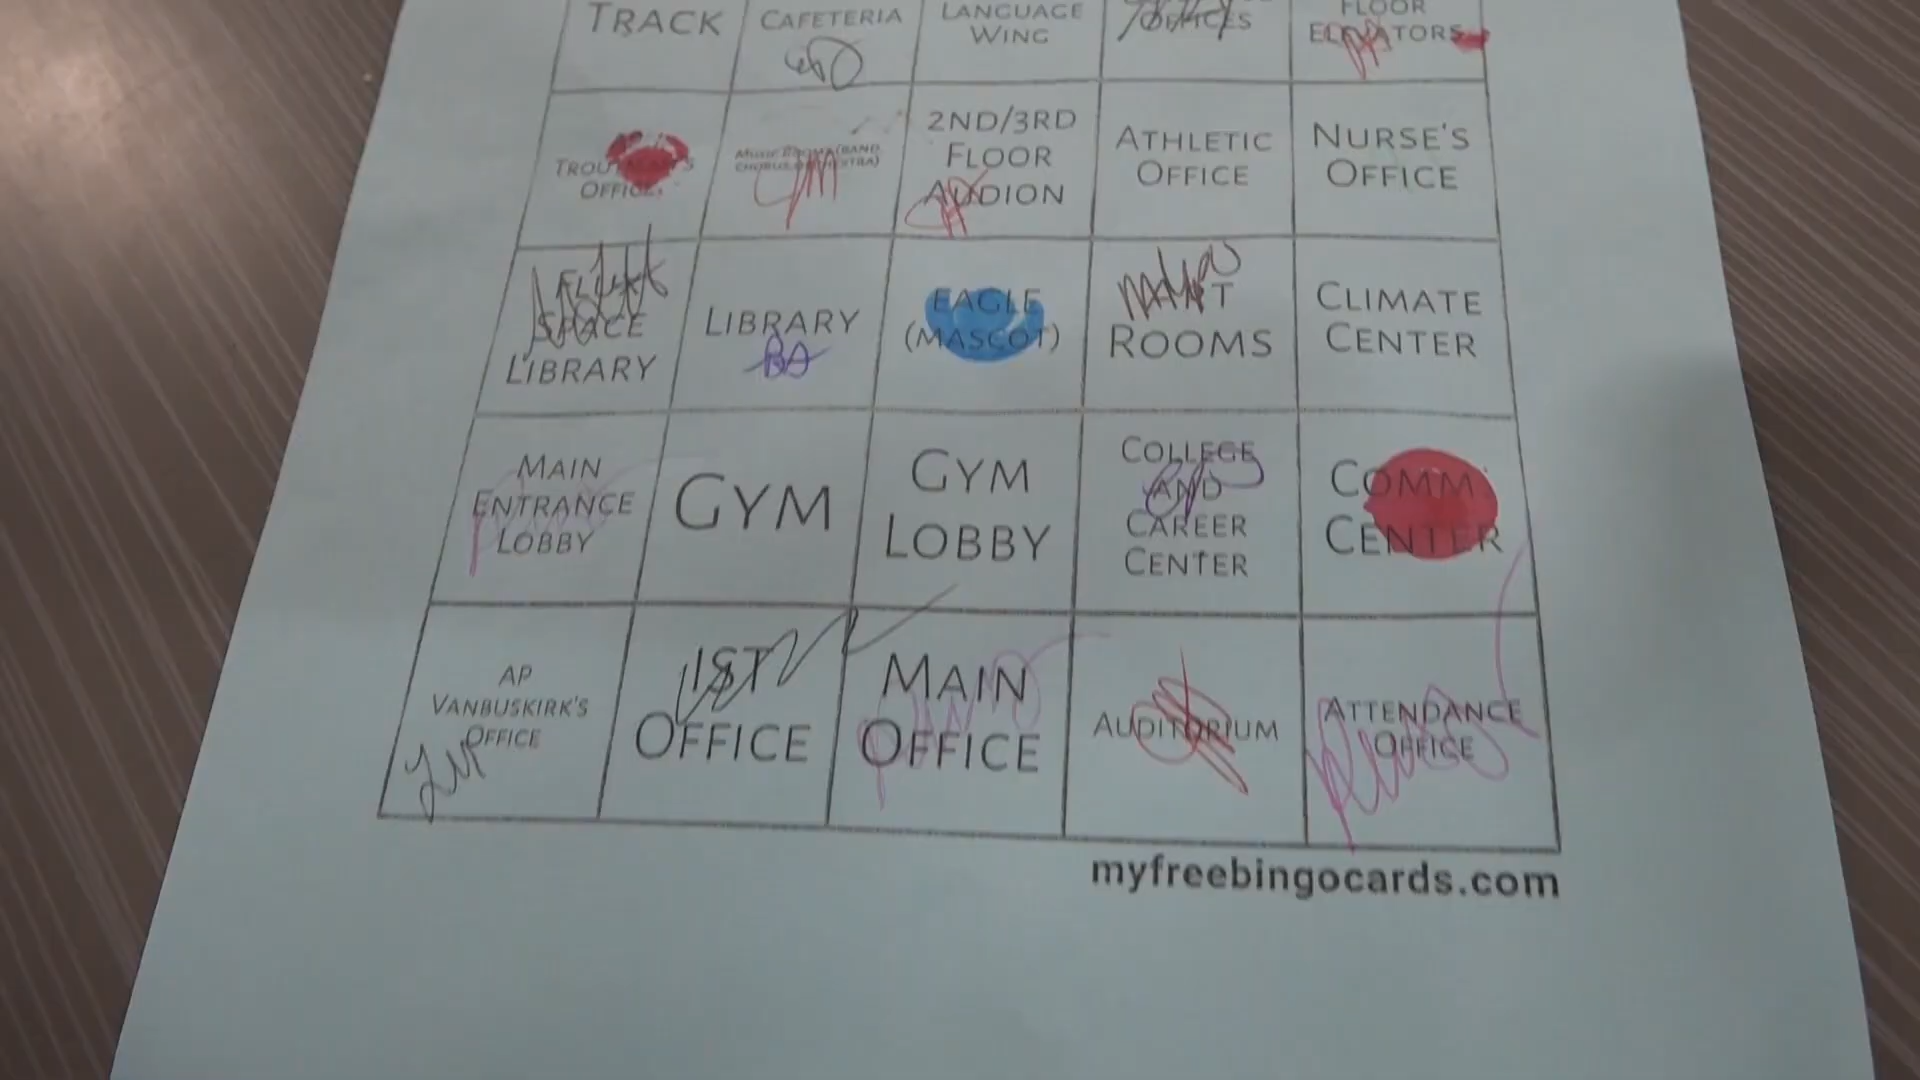 TRACK
CAFETERIA
LANGUAGE
WING
OFFICES
FLOOR
ELEVATORS
OFFICE
2ND/3RD
FLOOR
AUDION
ATHLETIC
OFFICE
NURSE'S
OFFICE
SPACE
LIBRARY
LIBRARY
BA
EAGLE
(MASCOT)
ROOMS
CLIMATE
CENTER
MAIN
ENTRANCE
LOBBY
GYM
GYM
LOBBY
COLLEGE
AND
CAREER
CENTER
COMM
CENTER
AP
VANBUSKIRK'S
OFFICE
IST
OFFICE
MAIN
OFFICE
AUDITORIUM
ATTENDANCE
OFFICE
myfreebingocards.com